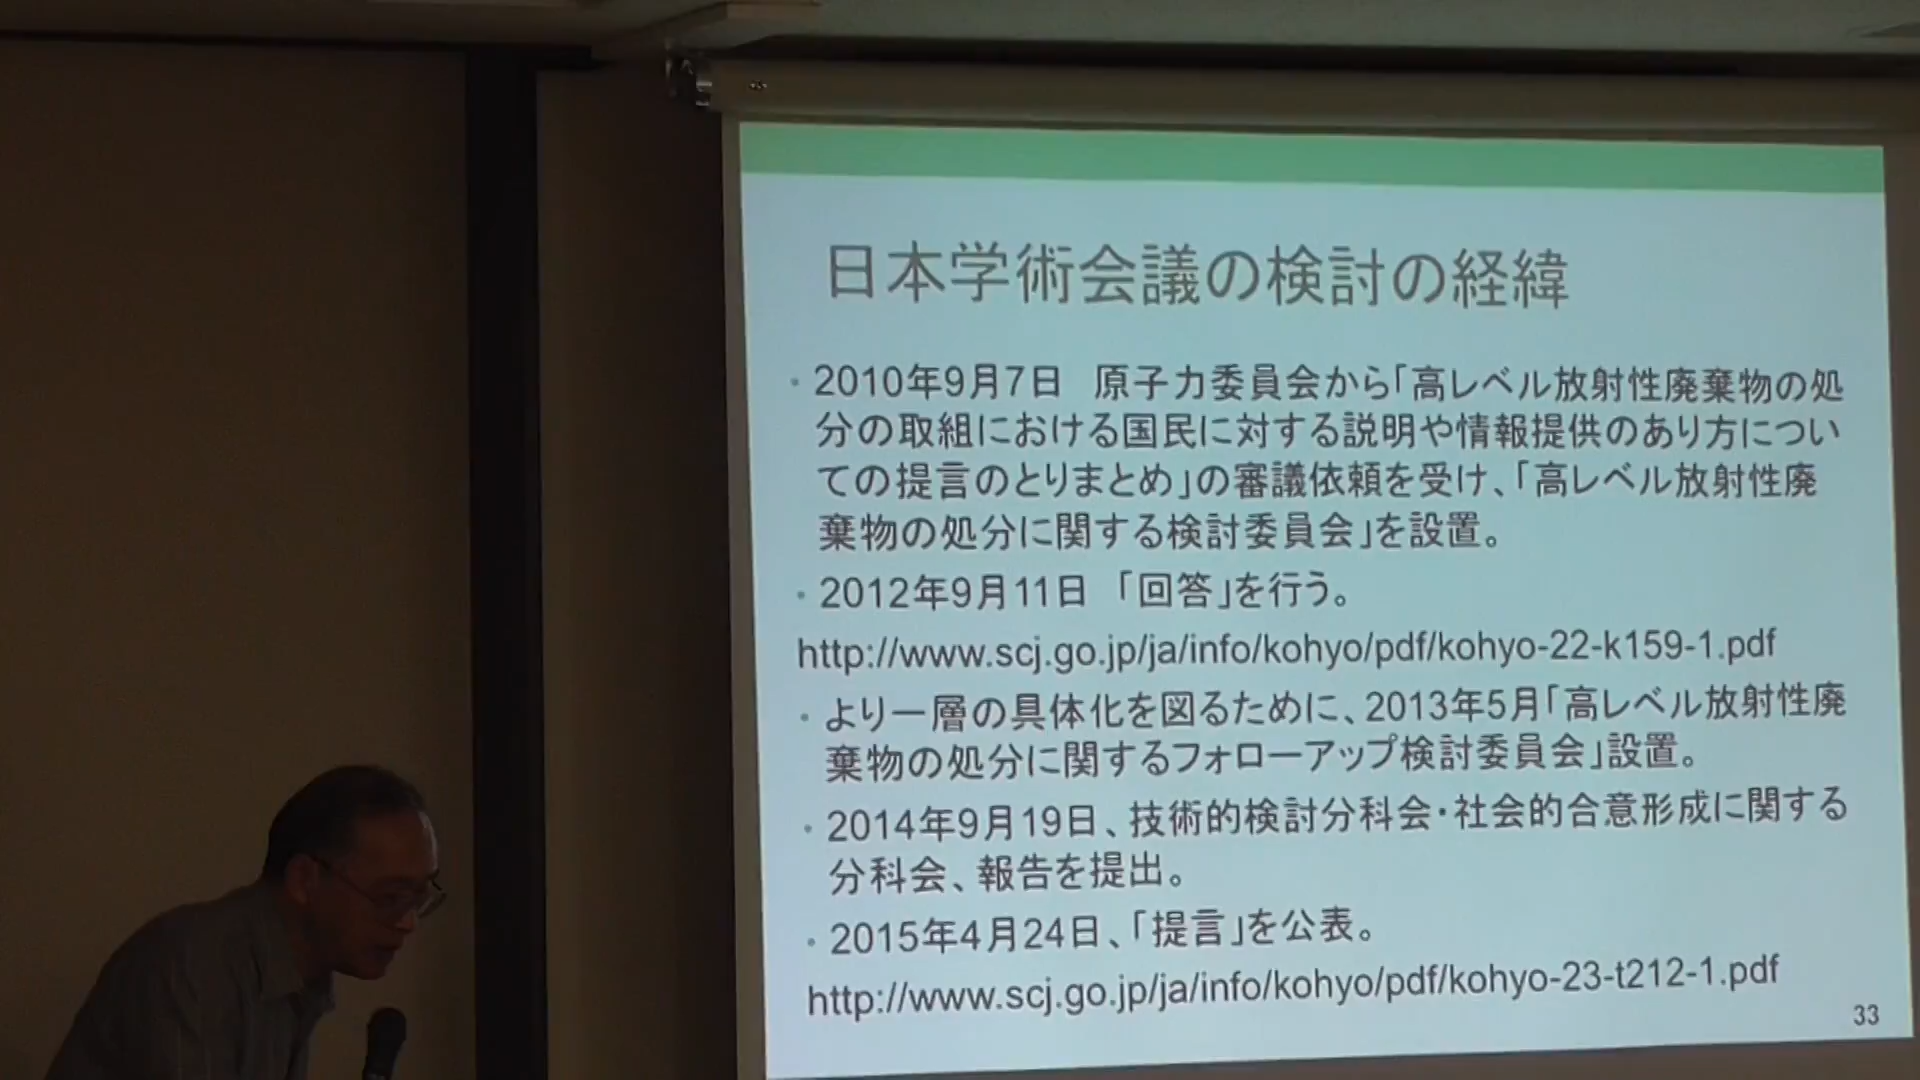 日本学術会議の検討の経緯
・2010年9月7日　原子力委員会から「高レベル放射性廃棄物の処
分の取組における国民に対する説明や情報提供のあり方につい
ての提言のとりまとめ」の審議依頼を受け、「高レベル放射性廃
棄物の処分に関する検討委員会」を設置。
・2012年9月11日　「回答」を行う。
http://www.scj.go.jp/ja/info/kohyo/pdf/kohyo-22-k159-1.pdf
・より一層の具体化を図るために、2013年5月「高レベル放射性廃
棄物の処分に関するフォローアップ検討委員会」設置。
・2014年9月19日、技術的検討分科会・社会的合意形成に関する
分科会、報告を提出。
・2015年4月24日、「提言」を公表。
http://www.scj.go.jp/ja/info/kohyo/pdf/kohyo-23-t212-1.pdf
33